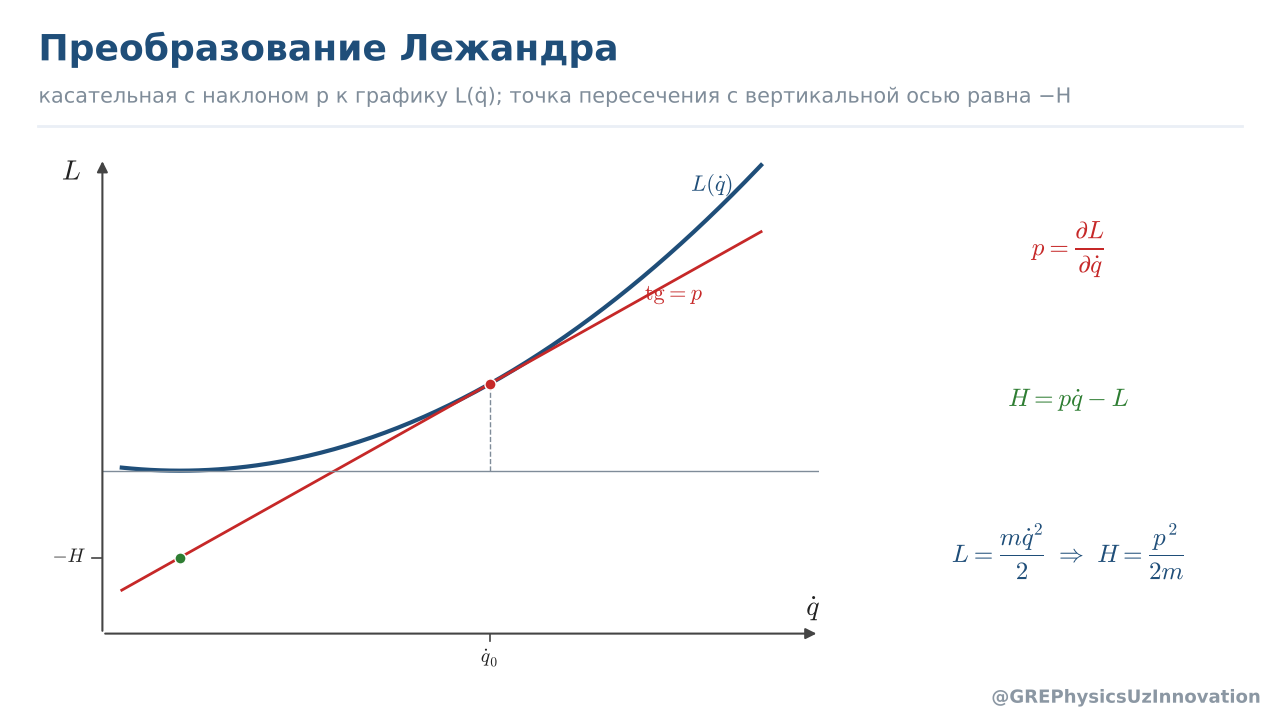 Преобразование Лежандра
касательная с наклоном p к графику L(q̇); точка пересечения с вертикальной осью равна −H
L
L(q̇)
tg = p
−H
q̇
q̇₀
p = ∂L/∂q̇
H = pq̇ − L
L = mq̇²/2 ⇒ H = p²/2m
@GREPhysicsUzInnovation